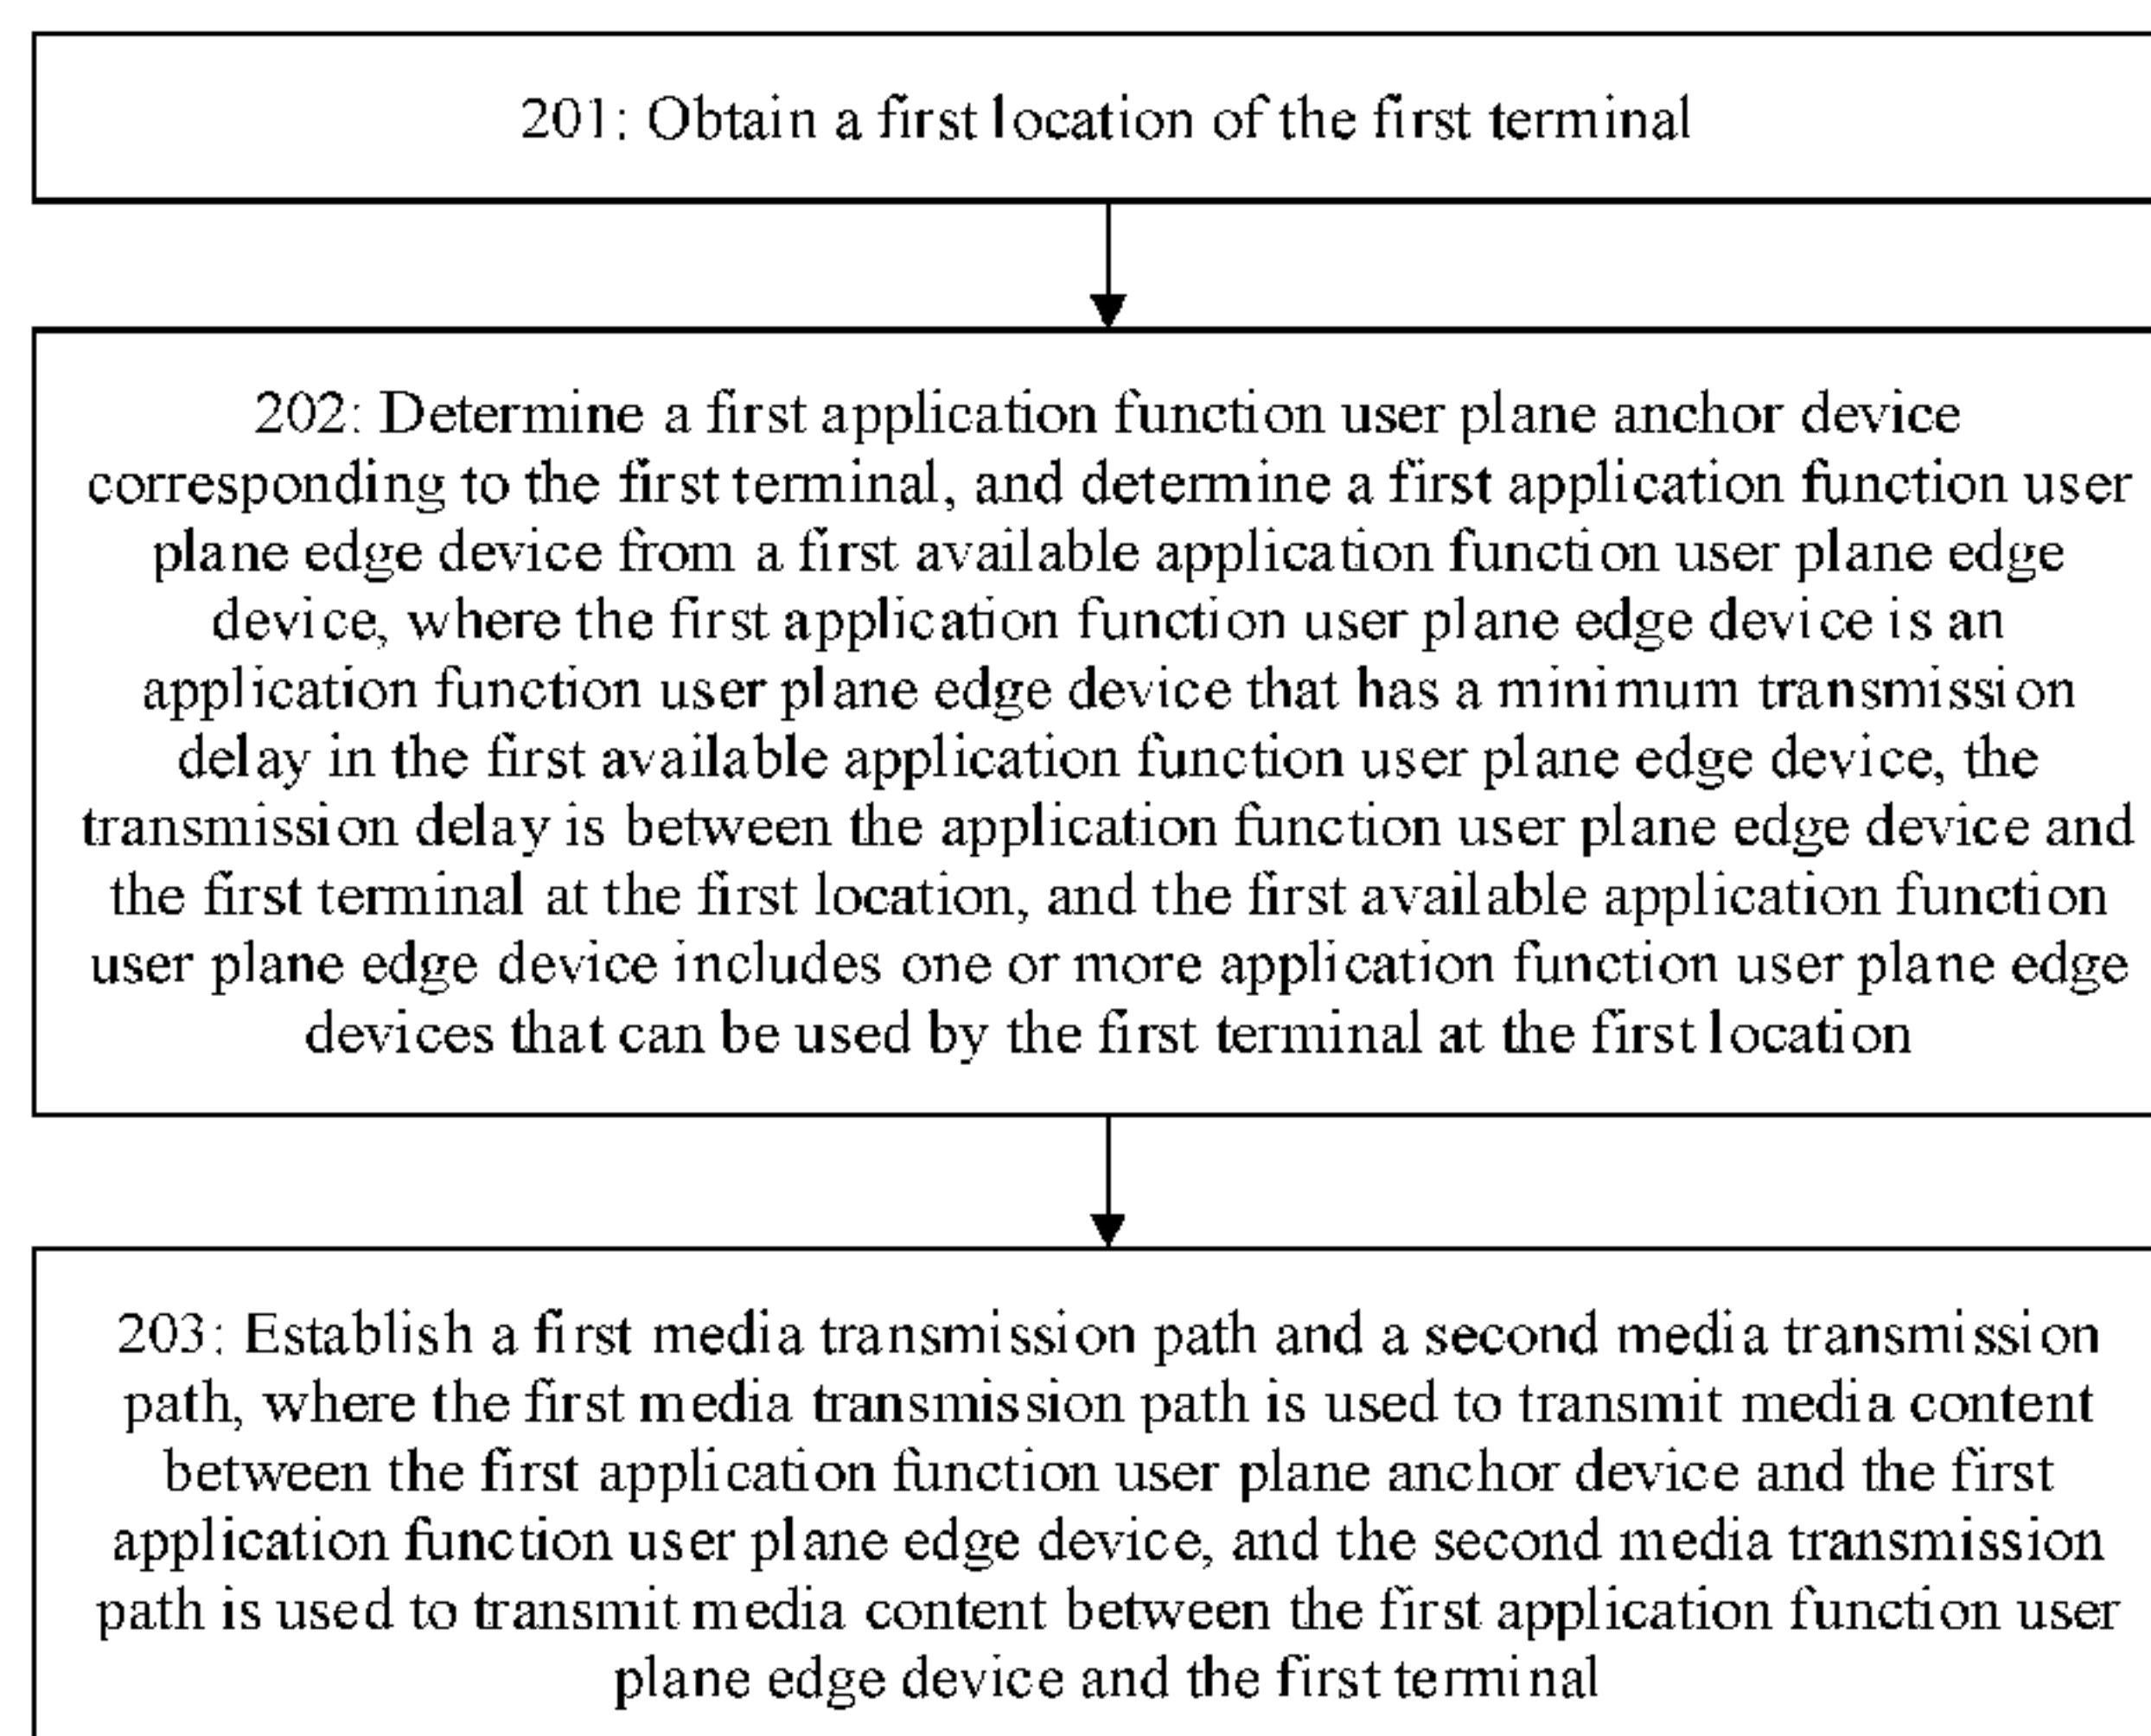 201: Obtain a first location of the first terminal
202: Determine a first application function user plane anchor device
corresponding to the first terminal, and determine a first application function user
plane edge device from a first available application function user plane edge
device, where the first application function user plane edge device is an
application function user plane edge device that has a minimum transmission
delay in the first available application function user plane edge device, the
transmission delay is between the application function user plane edge device and
the first terminal at the first location, and the first available application function
user plane edge device includes one or more application function user plane edge
devices that can be used by the first terminal at the first location
203: Establish a first media transmission path and a second media transmission
path, where the first media transmission path is used to transmit media content
between the first application function user plane anchor device and the first
application function user plane edge device, and the second media transmission
path is used to transmit media content between the first application function user
plane edge device and the first terminal